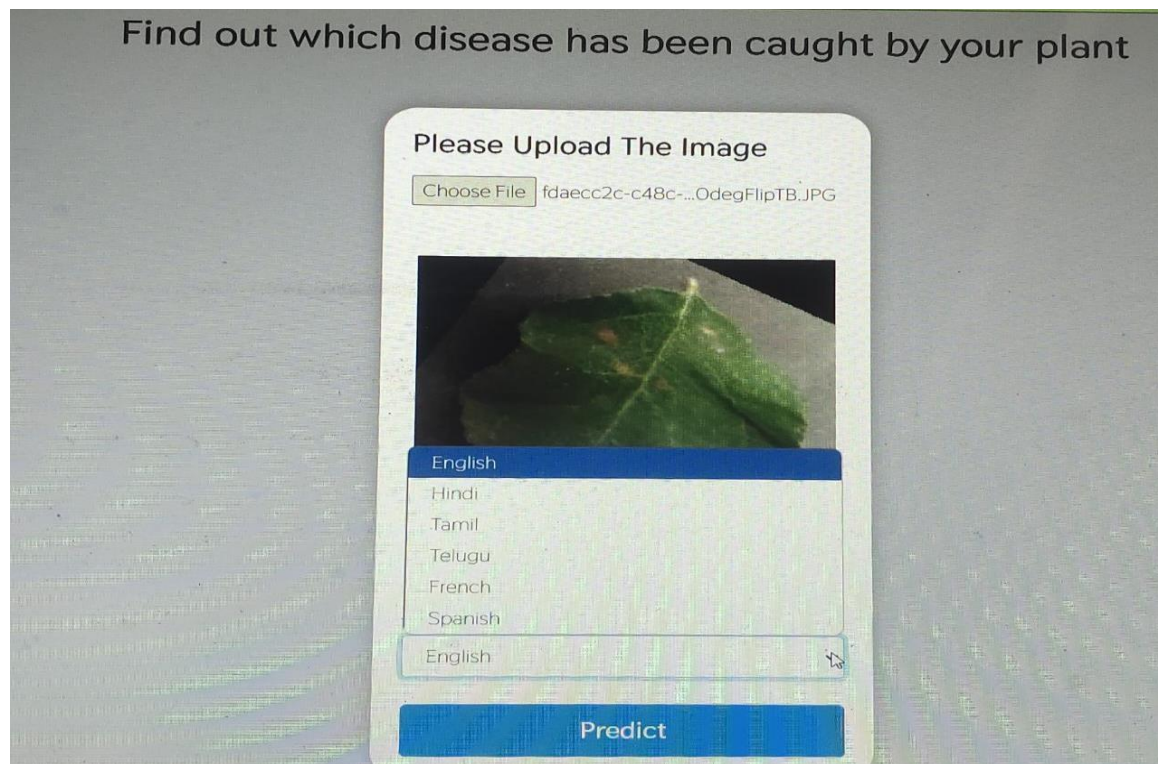 Find out which disease has been caught by your plant
Please Upload The Image
Choose File fdaecc2c-c48c-...0degFlipTB.JPG
English
Hindi
Tamil
Telugu
French
Spanish
English
Predict